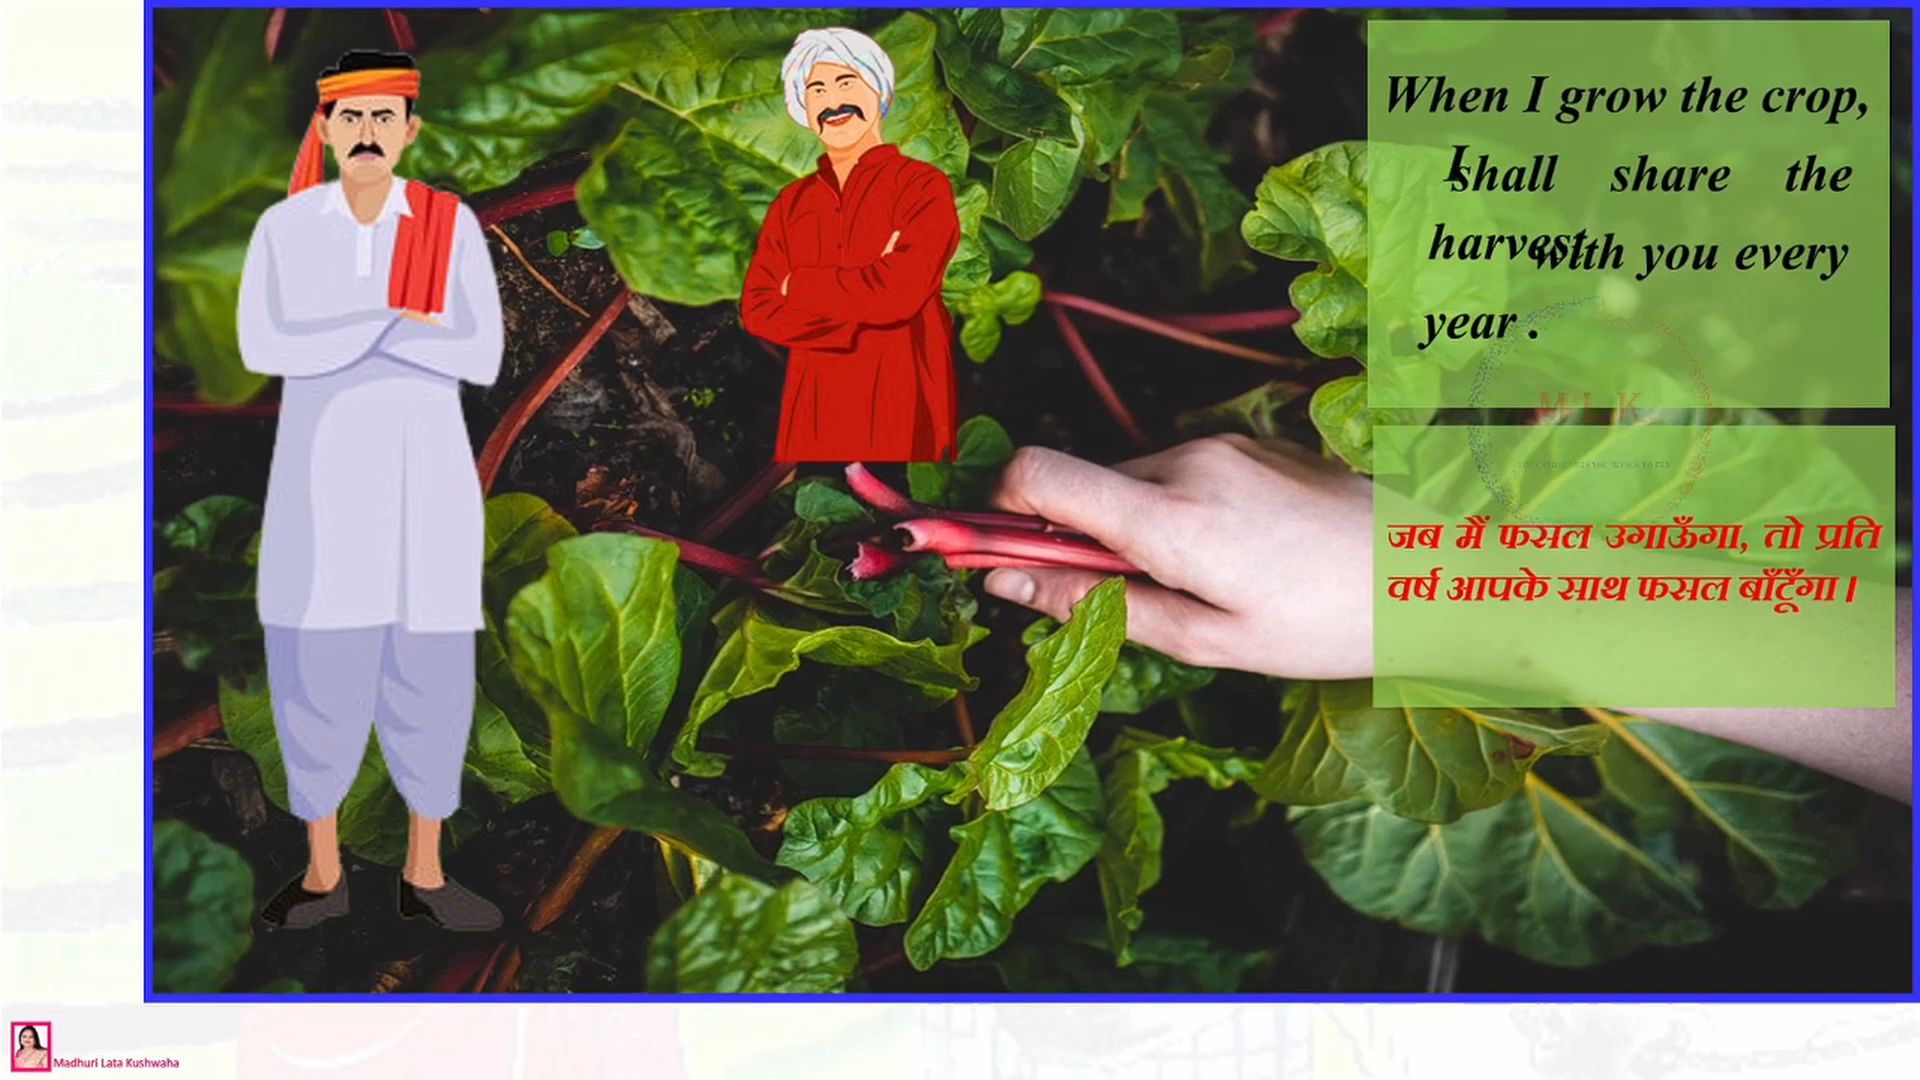 When I grow the crop,
I shall share the
harvest with you every
year .
M L K
जब मैं फसल उगाऊँगा, तो प्रति
वर्ष आपके साथ फसल बाँटूँगा।
Madhuri Lata Kushwaha